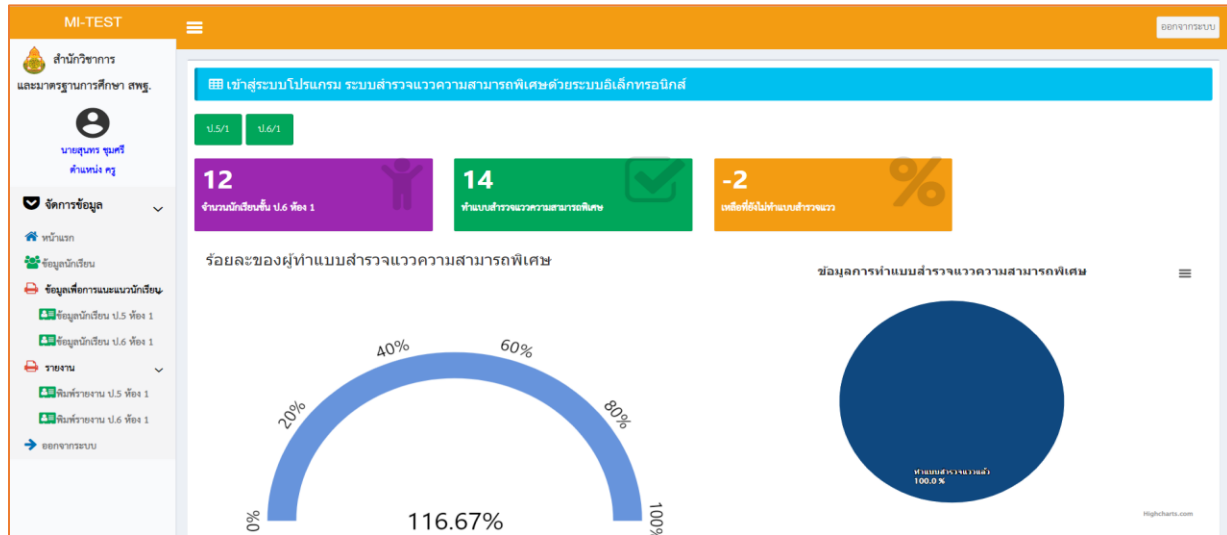 MI-TEST
ออกจากระบบ
สำนักวิชาการ
และมาตรฐานการศึกษา สพฐ.
นายสุนทร ชุมศรี
ตำแหน่ง ครู
จัดการข้อมูล
หน้าแรก
ข้อมูลนักเรียน
ข้อมูลเพื่อการแนะแนวนักเรียน
ข้อมูลนักเรียน ป.5 ห้อง 1
ข้อมูลนักเรียน ป.6 ห้อง 1
รายงาน
พิมพ์รายงาน ป.5 ห้อง 1
พิมพ์รายงาน ป.6 ห้อง 1
ออกจากระบบ
เข้าสู่ระบบโปรแกรม ระบบสำรวจแววความสามารถพิเศษด้วยระบบอิเล็กทรอนิกส์
ป.5/1 ป.6/1
12
จำนวนนักเรียนชั้น ป.6 ห้อง 1
14
ทำแบบสำรวจแววความสามารถพิเศษ
-2
เหลือที่ยังไม่ทำแบบสำรวจแวว
ร้อยละของผู้ทำแบบสำรวจแววความสามารถพิเศษ
0%
20%
40%
60%
80%
100%
116.67%
ข้อมูลการทำแบบสำรวจแววความสามารถพิเศษ
ทำแบบสำรวจแววแล้ว
100.0 %
Highcharts.com